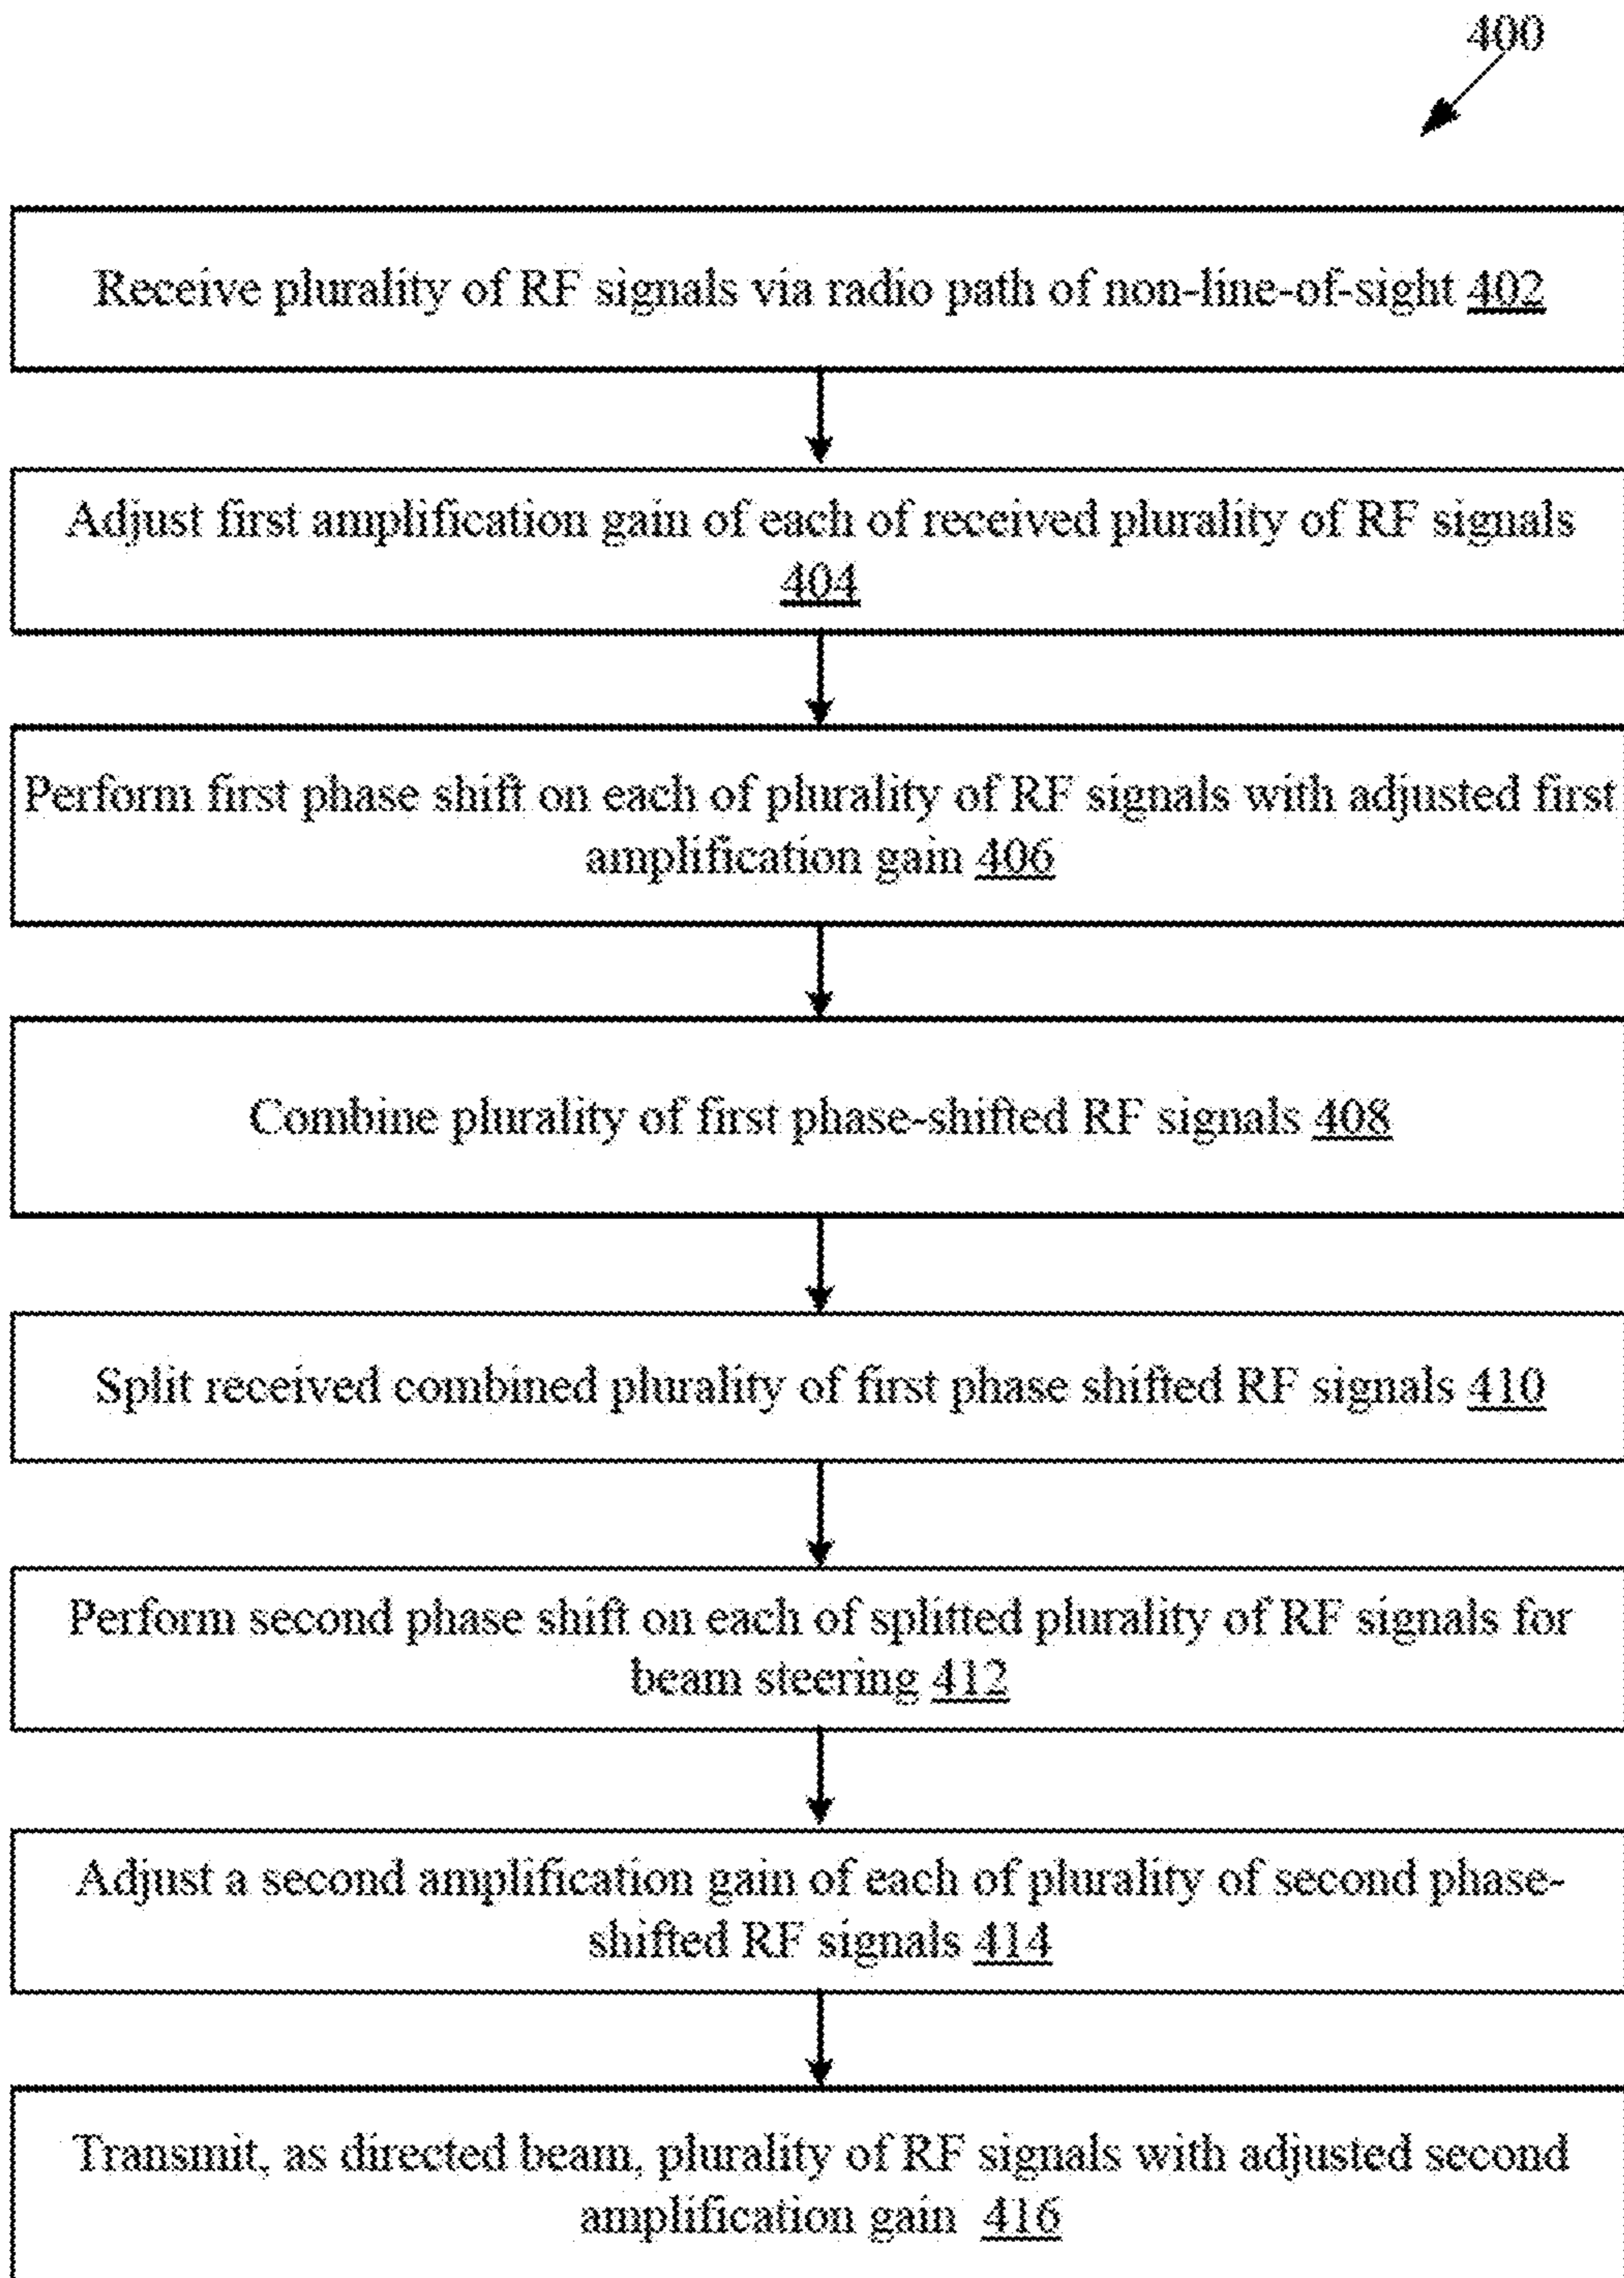 400
Receive plurality of RF signals via radio path of non-line-of-sight 402
Adjust first amplification gain of each of received plurality of RF signals
404
Perform first phase shift on each of plurality of RF signals with adjusted first
amplification gain 406
Combine plurality of first phase-shifted RF signals 408
Split received combined plurality of first phase shifted RF signals 410
Perform second phase shift on each of splitted plurality of RF signals for
beam steering 412
Adjust a second amplification gain of each of plurality of second phase-
shifted RF signals 414
Transmit, as directed beam, plurality of RF signals with adjusted second
amplification gain 416